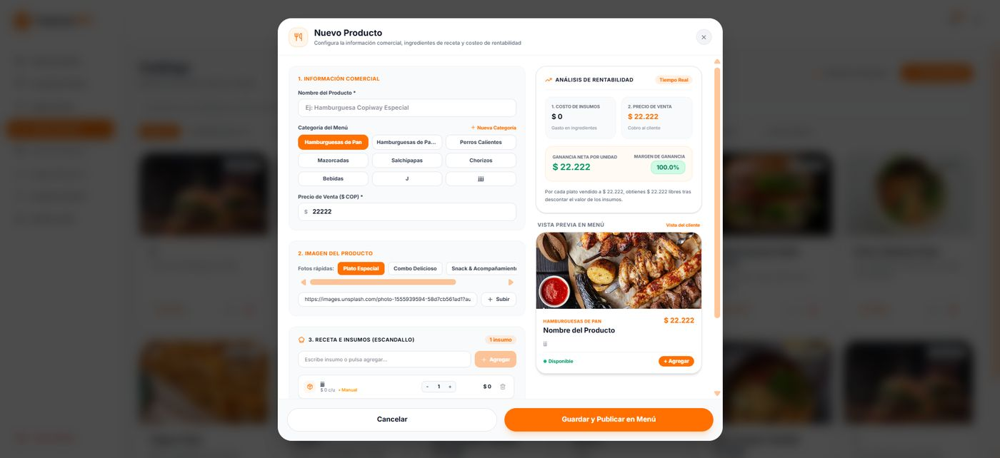 Nuevo Producto
Configura la información comercial, ingredientes de receta y costeo de rentabilidad
1. INFORMACIÓN COMERCIAL
Nombre del Producto *
Ej: Hamburguesa Copiway Especial
Categoría del Menú
+ Nueva Categoría
Hamburguesas de Pan
Hamburguesas de Pa...
Perros Calientes
Mazorcadas
Salchipapas
Chorizos
Bebidas
J
jjjj
Precio de Venta ($ COP) *
$ 22222
2. IMAGEN DEL PRODUCTO
Fotos rápidas:
Plato Especial
Combo Delicioso
Snack & Acompañamiento
https://images.unsplash.com/photo-1555939594-58d7cb561ad1?au
+ Subir
3. RECETA E INSUMOS (ESCANDALLO)
1 insumo
Escribe insumo o pulsa agregar...
+ Agregar
jjj
$ 0 c/u • Manual
- 1 +
$ 0
ANÁLISIS DE RENTABILIDAD
Tiempo Real
1. COSTO DE INSUMOS
$ 0
Gasto en ingredientes
2. PRECIO DE VENTA
$ 22.222
Cobro al cliente
GANANCIA NETA POR UNIDAD
$ 22.222
MARGEN DE GANANCIA
100.0%
Por cada plato vendido a $ 22.222, obtienes $ 22.222 libres tras
descontar el valor de los insumos.
VISTA PREVIA EN MENÚ
Vista del cliente
HAMBURGUESAS DE PAN
$ 22.222
Nombre del Producto
jjj
Disponible
+ Agregar
Cancelar
Guardar y Publicar en Menú